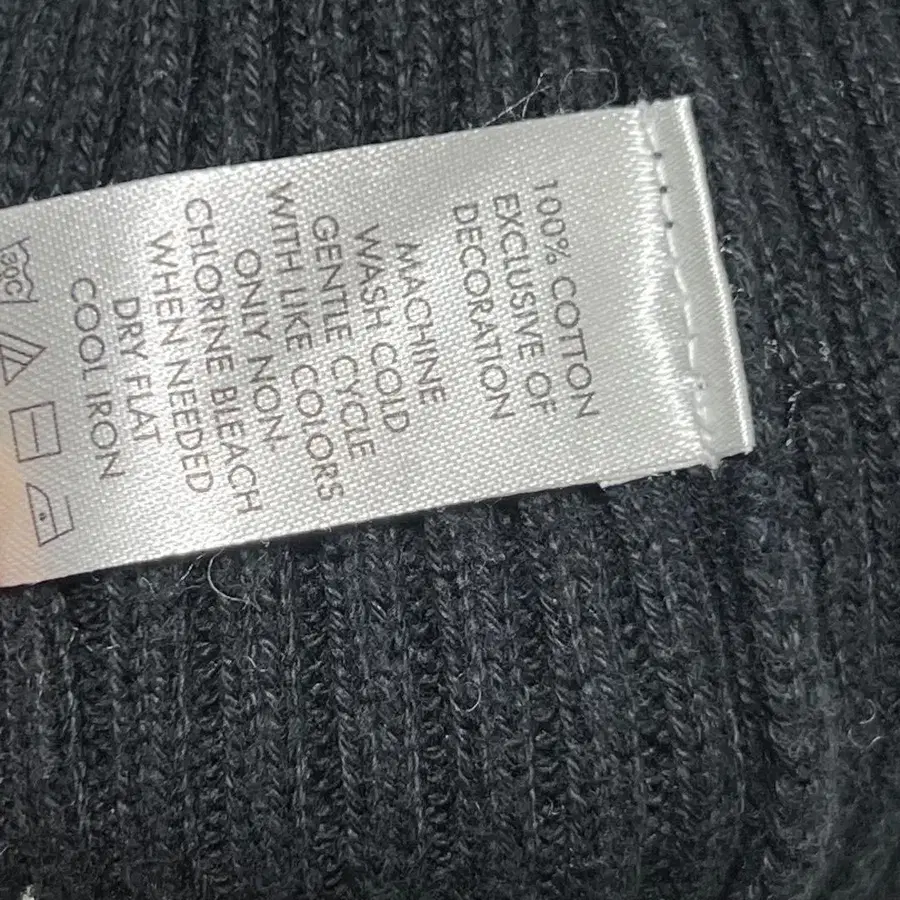 100% COTTON
EXCLUSIVE OF
DECORATION
MACHINE
WASH COLD
GENTLE CYCLE
WITH LIKE COLORS
ONLY NON-
CHLORINE BLEACH
WHEN NEEDED
DRY FLAT
COOL IRON
30C